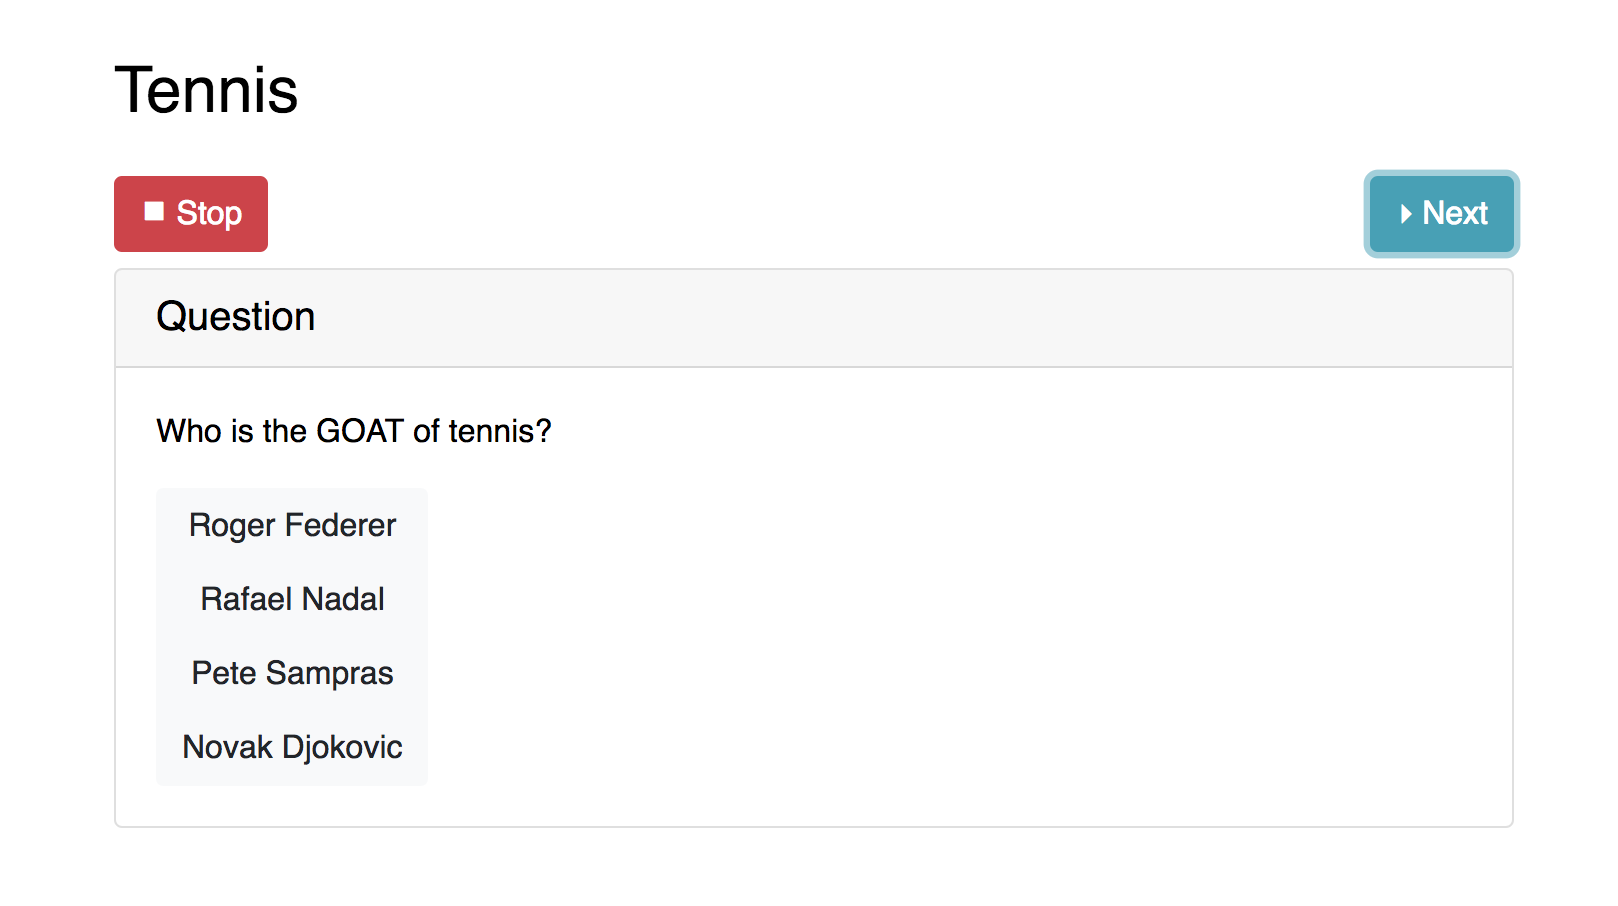 Tennis
Stop
Next
Question
Who is the GOAT of tennis?
Roger Federer
Rafael Nadal
Pete Sampras
Novak Djokovic